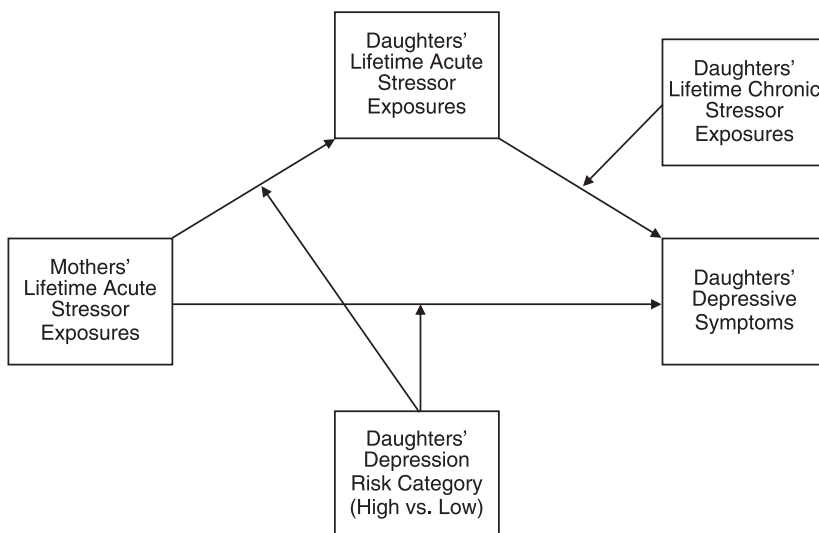 Daughters’
Lifetime Acute
Stressor
Exposures
Daughters’
Lifetime Chronic
Stressor
Exposures
Mothers’
Lifetime Acute
Stressor
Exposures
Daughters’
Depressive
Symptoms
Daughters’
Depression
Risk Category
(High vs. Low)